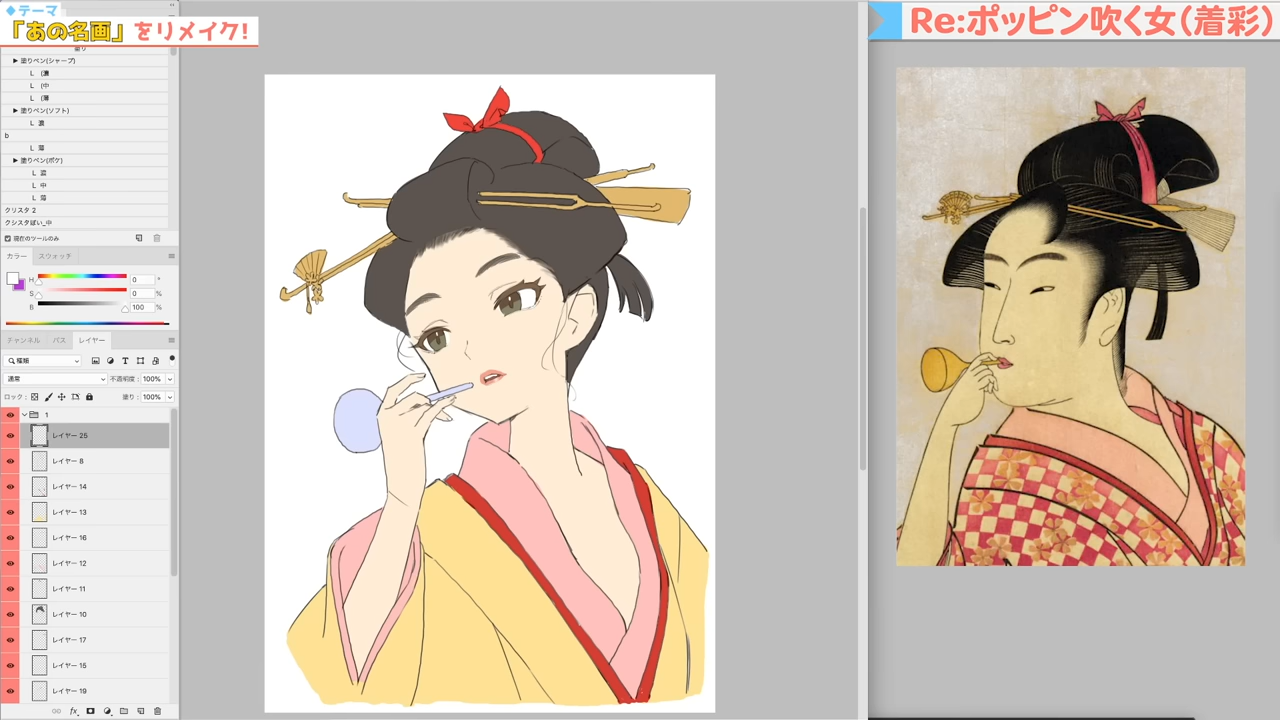 ◆テーマ
「あの名画」をリメイク!
Re:ポッピン吹く女(着彩)
塗り
▶ 塗りペン(シャープ)
L (濃
L (中
L (薄
▶ 塗りペン(ソフト)
L 濃
b
L 薄
▶ 塗りペン(ボケ)
L 濃
L 中
L 薄
クリスタ 2
クシスタぱい_中
現在のツールのみ
カラー スウォッチ
H 0 °
S 0 %
B 100 %
チャンネル パス レイヤー
種類
通常 不透明度: 100%
ロック: 塗り: 100%
1
レイヤー 25
レイヤー 8
レイヤー 14
レイヤー 13
レイヤー 16
レイヤー 12
レイヤー 11
レイヤー 10
レイヤー 17
レイヤー 15
レイヤー 19
fx